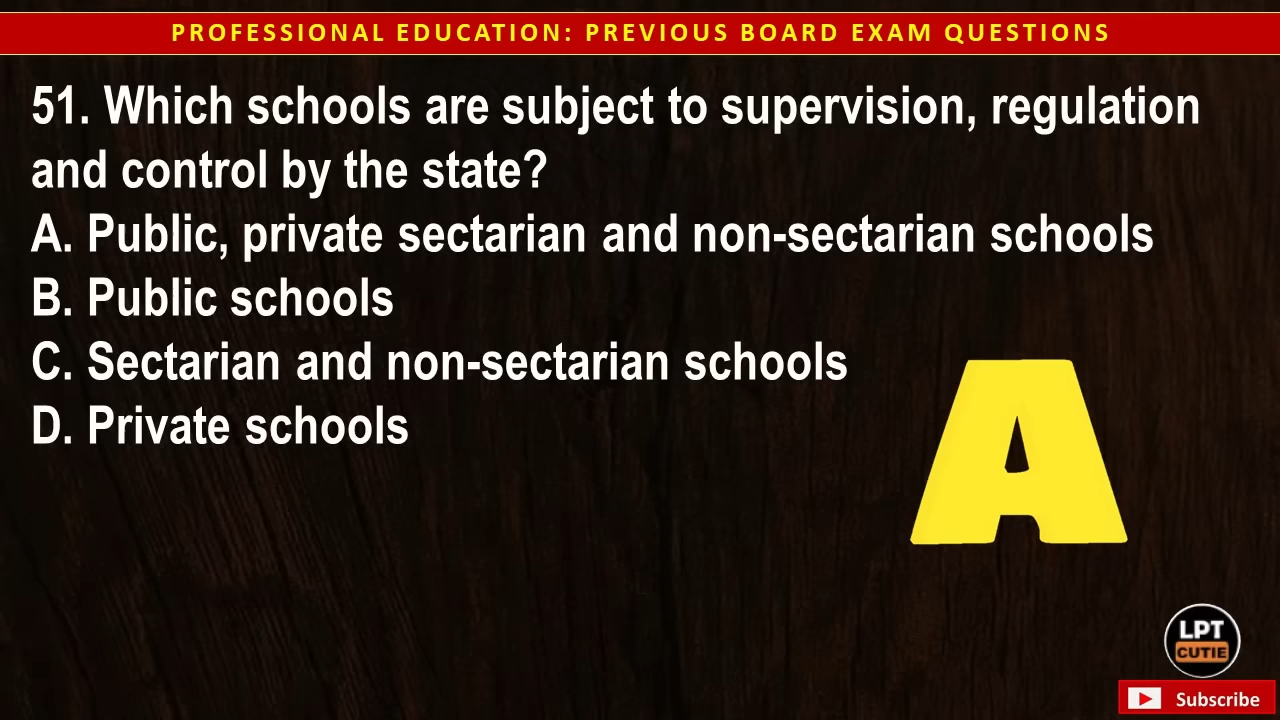 PROFESSIONAL EDUCATION: PREVIOUS BOARD EXAM QUESTIONS
51. Which schools are subject to supervision, regulation
and control by the state?
A. Public, private sectarian and non-sectarian schools
B. Public schools
C. Sectarian and non-sectarian schools
D. Private schools
A
LPT
CUTIE
Subscribe